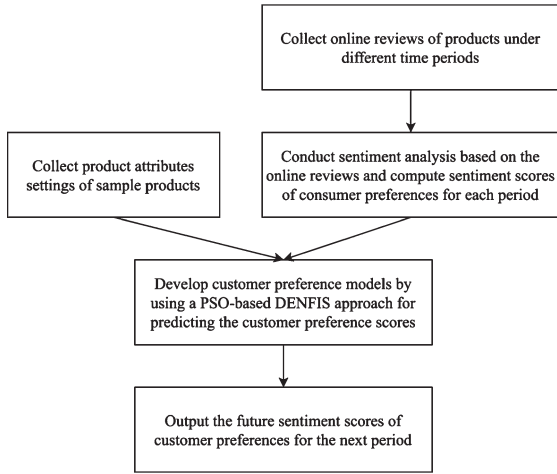 Collect online reviews of products under
different time periods
Collect product attributes
settings of sample products
Conduct sentiment analysis based on the
online reviews and compute sentiment scores
of consumer preferences for each period
Develop customer preference models by
using a PSO-based DENFIS approach for
predicting the customer preference scores
Output the future sentiment scores of
customer preferences for the next period